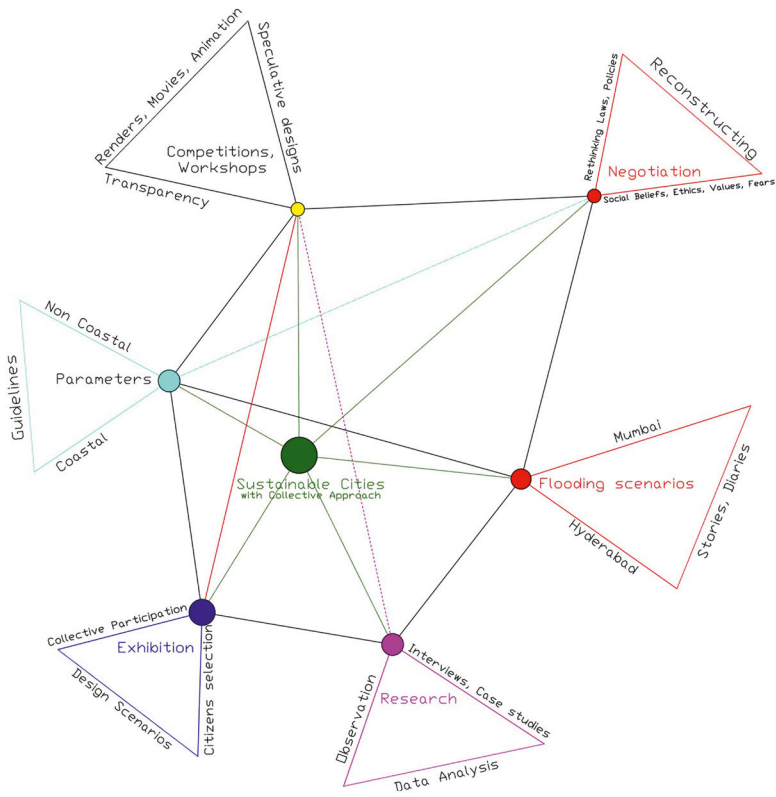 Renders, Movies, Animation
Speculative designs
Competitions,
Workshops
Transparency
Rethinking Laws, Policies
Reconstructing
Negotiation
Social Beliefs, Ethics, Values, Fears
Non Coastal
Guidelines
Parameters
Coastal
Sustainable Cities
with Collective Approach
Mumbai
Flooding scenarios
Stories, Diaries
Hyderabad
Collective Participation
Exhibition
Citizens selection
Design Scenarios
Interviews, Case studies
Observation
Research
Data Analysis